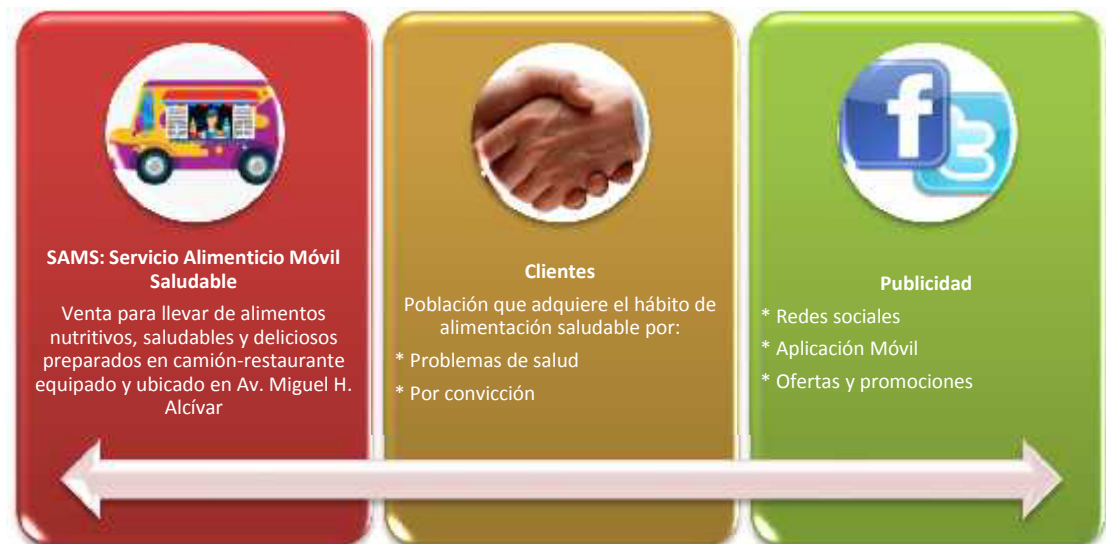 SAMS: Servicio Alimenticio Móvil
Saludable
Venta para llevar de alimentos
nutritivos, saludables y deliciosos
preparados en camión-restaurante
equipado y ubicado en Av. Miguel H.
Alcívar
Clientes
Población que adquiere el hábito de
alimentación saludable por:
* Problemas de salud
* Por convicción
Publicidad
* Redes sociales
* Aplicación Móvil
* Ofertas y promociones